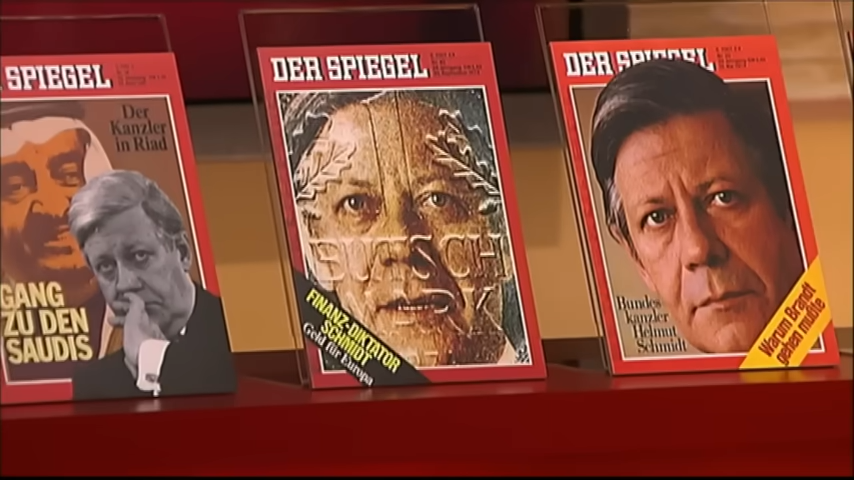 SPIEGEL
Der
Kanzler
in Riad
GANG
ZU DEN
SAUDIS
DER SPIEGEL
FINANZ-DIKTATOR
SCHMIDT
Geld für Europa
DER SPIEGEL
Bundes
kanzler
Helmut
Schmidt
Warum Brandt
gehen mußte